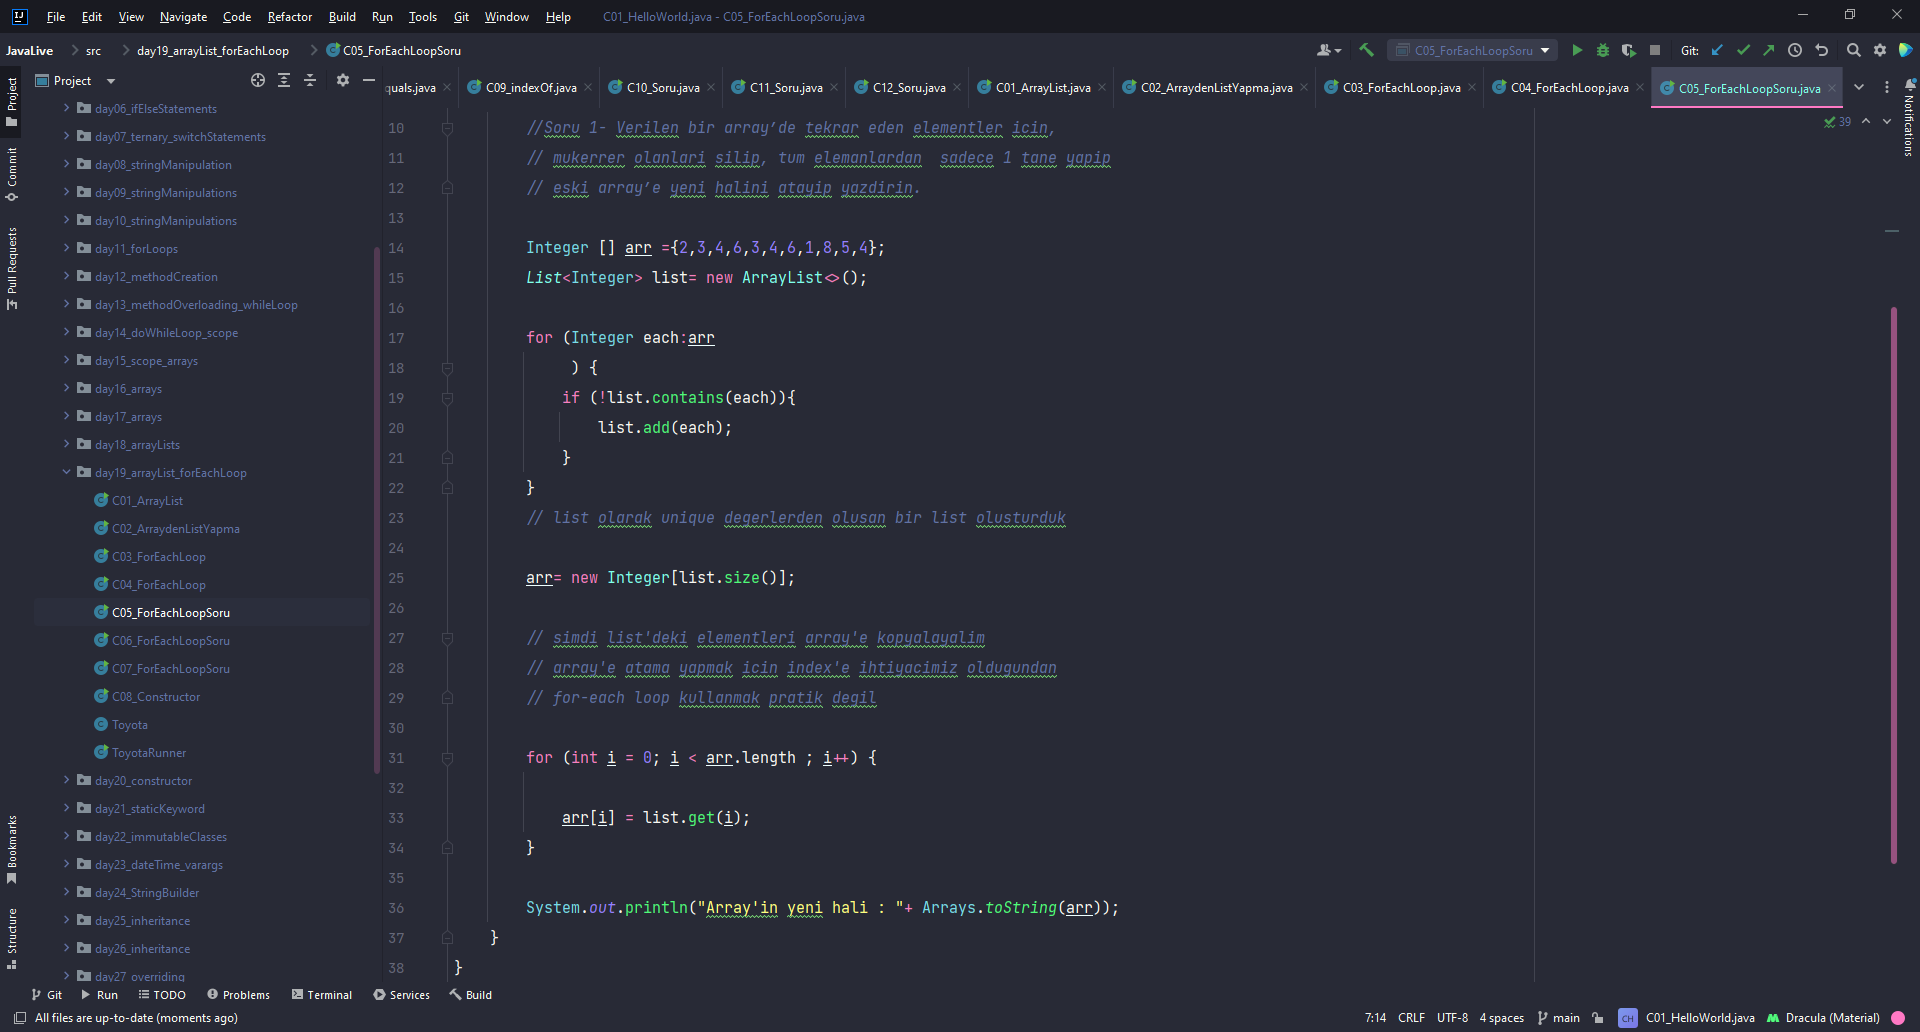 File Edit View Navigate Code Refactor Build Run Tools Git Window Help C01_HelloWorld.java - C05_ForEachLoopSoru.java
JavaLive src day19_arrayList_forEachLoop C05_ForEachLoopSoru
C05_ForEachLoopSoru Git:
Project
quals.java C09_indexOf.java C10_Soru.java C11_Soru.java C12_Soru.java C01_ArrayList.java C02_ArraydenListYapma.java C03_ForEachLoop.java C04_ForEachLoop.java C05_ForEachLoopSoru.java
39
Project
Commit
Pull Requests
Bookmarks
Structure
Notifications
day06_ifElseStatements
day07_ternary_switchStatements
day08_stringManipulation
day09_stringManipulations
day10_stringManipulations
day11_forLoops
day12_methodCreation
day13_methodOverloading_whileLoop
day14_doWhileLoop_scope
day15_scope_arrays
day16_arrays
day17_arrays
day18_arrayLists
day19_arrayList_forEachLoop
C01_ArrayList
C02_ArraydenListYapma
C03_ForEachLoop
C04_ForEachLoop
C05_ForEachLoopSoru
C06_ForEachLoopSoru
C07_ForEachLoopSoru
C08_Constructor
Toyota
ToyotaRunner
day20_constructor
day21_staticKeyword
day22_immutableClasses
day23_dateTime_varargs
day24_StringBuilder
day25_inheritance
day26_inheritance
day27_overriding
10 //Soru 1- Verilen bir array’de tekrar eden elementler icin,
11 // mukerrer olanlari silip, tum elemanlardan  sadece 1 tane yapip
12 // eski array’e yeni halini atayip yazdirin.
13
14 Integer [] arr ={2,3,4,6,3,4,6,1,8,5,4};
15 List<Integer> list= new ArrayList<>();
16
17 for (Integer each:arr
18 ) {
19 if (!list.contains(each)){
20 list.add(each);
21 }
22 }
23 // list olarak unique degerlerden olusan bir list olusturduk
24
25 arr= new Integer[list.size()];
26
27 // simdi list'deki elementleri array'e kopyalayalim
28 // array'e atama yapmak icin index'e ihtiyacimiz oldugundan
29 // for-each loop kullanmak pratik degil
30
31 for (int i = 0; i < arr.length ; i++) {
32
33 arr[i] = list.get(i);
34 }
35
36 System.out.println("Array'in yeni hali : "+ Arrays.toString(arr));
37 }
38 }
Git Run TODO Problems Terminal Services Build
All files are up-to-date (moments ago) 7:14 CRLF UTF-8 4 spaces main CH C01_HelloWorld.java Dracula (Material)